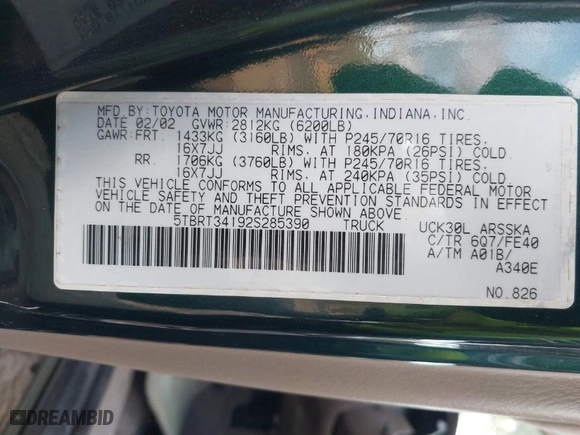 MFD.BY:TOYOTA MOTOR MANUFACTURING,INDIANA,INC.
DATE 02/02 GVWR:2812KG (6200LB)
GAWR:FRT. 1433KG (3160LB) WITH P245/70R16 TIRES.
16X7JJ RIMS. AT 180KPA (26PSI) COLD.
RR. 1706KG (3760LB) WITH P245/70R16 TIRES.
16X7JJ RIMS. AT 240KPA (35PSI) COLD.
THIS VEHICLE CONFORMS TO ALL APPLICABLE FEDERAL MOTOR
VEHICLE SAFETY AND THEFT PREVENTION STANDARDS IN EFFECT
ON THE DATE OF MANUFACTURE SHOWN ABOVE.
5TBRT34192S285390 TRUCK
UCK30L ARSSKA
C/TR 6Q7/FE40
A/TM A01B/
A340E
NO.826
DREAMBID